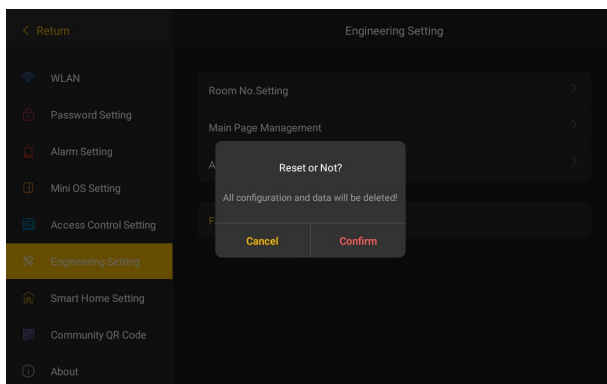 Return
Engineering Setting
WLAN
Password Setting
Alarm Setting
Mini OS Setting
Access Control Setting
Engineering Setting
Smart Home Setting
Community QR Code
About
Room No.Setting
Main Page Management
A
F
Reset or Not?
All configuration and data will be deleted!
Cancel
Confirm